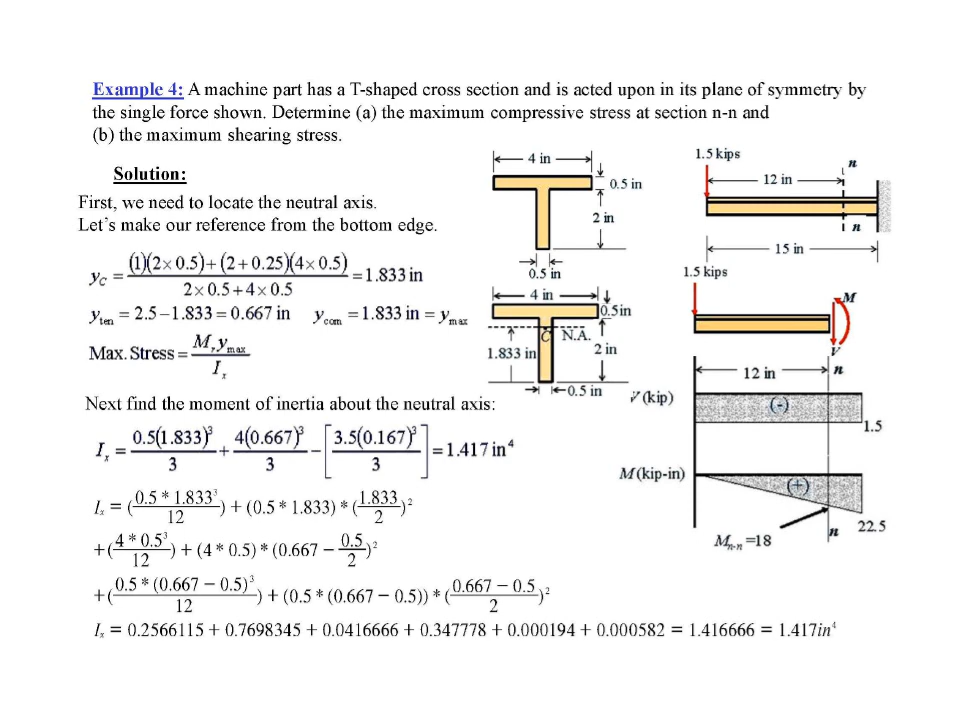 Example 4: A machine part has a T-shaped cross section and is acted upon in its plane of symmetry by
the single force shown. Determine (a) the maximum compressive stress at section n-n and
(b) the maximum shearing stress.
Solution:
First, we need to locate the neutral axis.
Let's make our reference from the bottom edge.
y_C = ((1)(2×0.5)+(2+0.25)(4×0.5))/(2×0.5+4×0.5) = 1.833 in
y_ten = 2.5−1.833 = 0.667 in   y_com = 1.833 in = y_max
Max. Stress = M_r y_max / I_x
Next find the moment of inertia about the neutral axis:
I_x = 0.5(1.833)³/3 + 4(0.667)³/3 − [3.5(0.167)³/3] = 1.417 in⁴
I_x = (0.5 * 1.833³/12) + (0.5 * 1.833) * (1.833/2)²
+(4 * 0.5³/12) + (4 * 0.5) * (0.667 − 0.5/2)²
+(0.5 * (0.667 − 0.5)³/12) + (0.5 * (0.667 − 0.5)) * (0.667 − 0.5/2)²
I_x = 0.2566115 + 0.7698345 + 0.0416666 + 0.347778 + 0.000194 + 0.000582 = 1.416666 = 1.417in⁴
4 in
0.5 in
2 in
0.5 in
4 in
0.5in
C N.A.
1.833 in
2 in
0.5 in
1.5 kips
n
12 in
n
15 in
1.5 kips
M
V
12 in
n
V (kip)
(-)
1.5
M(kip-in)
(+)
M_n-n =18
n
22.5